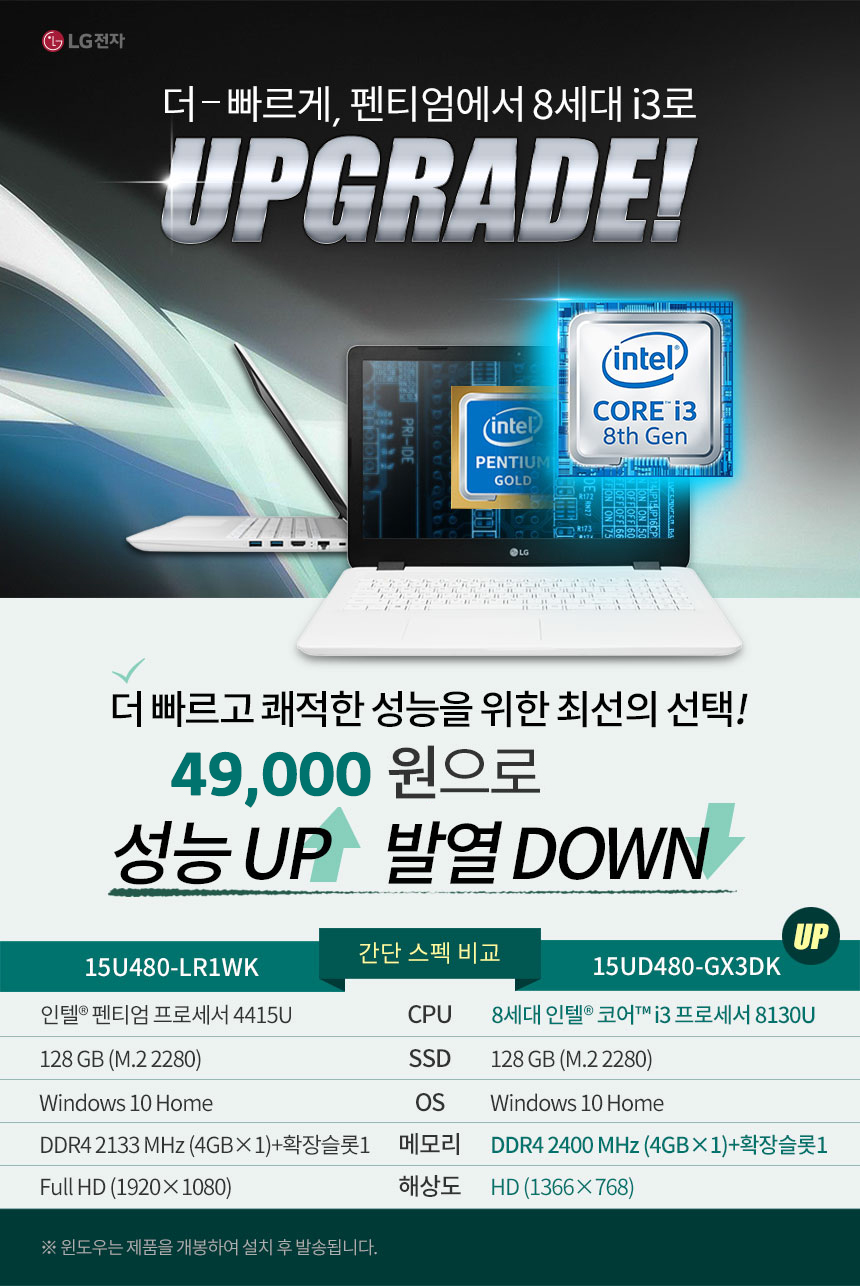 LG전자
더 – 빠르게, 펜티엄에서 8세대 i3로
UPGRADE!
intel®
CORE™ i3
8th Gen
intel
PENTIUM
GOLD
PRI-IDE
R172
R173
LG
더 빠르고 쾌적한 성능을 위한 최선의 선택!
49,000 원으로
성능 UP 발열 DOWN
UP
15U480-LR1WK 간단 스펙 비교 15UD480-GX3DK
인텔® 펜티엄 프로세서 4415U CPU 8세대 인텔® 코어™ i3 프로세서 8130U
128 GB (M.2 2280) SSD 128 GB (M.2 2280)
Windows 10 Home OS Windows 10 Home
DDR4 2133 MHz (4GB×1)+확장슬롯1 메모리 DDR4 2400 MHz (4GB×1)+확장슬롯1
Full HD (1920×1080) 해상도 HD (1366×768)
※ 윈도우는 제품을 개봉하여 설치 후 발송됩니다.